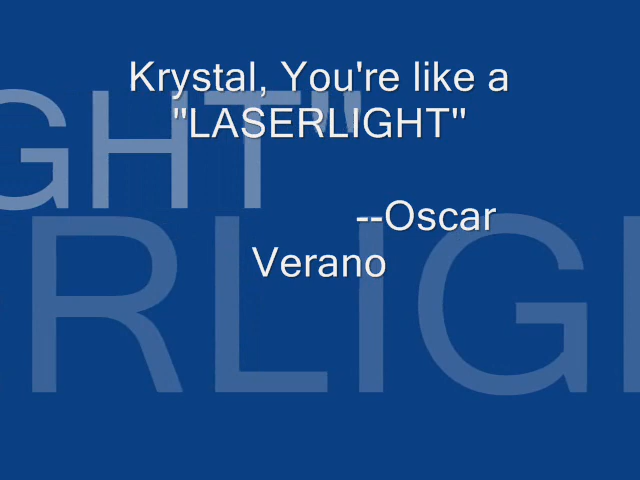 Krystal, You're like a
"LASERLIGHT"
--Oscar
Verano
GHT"
RLIG